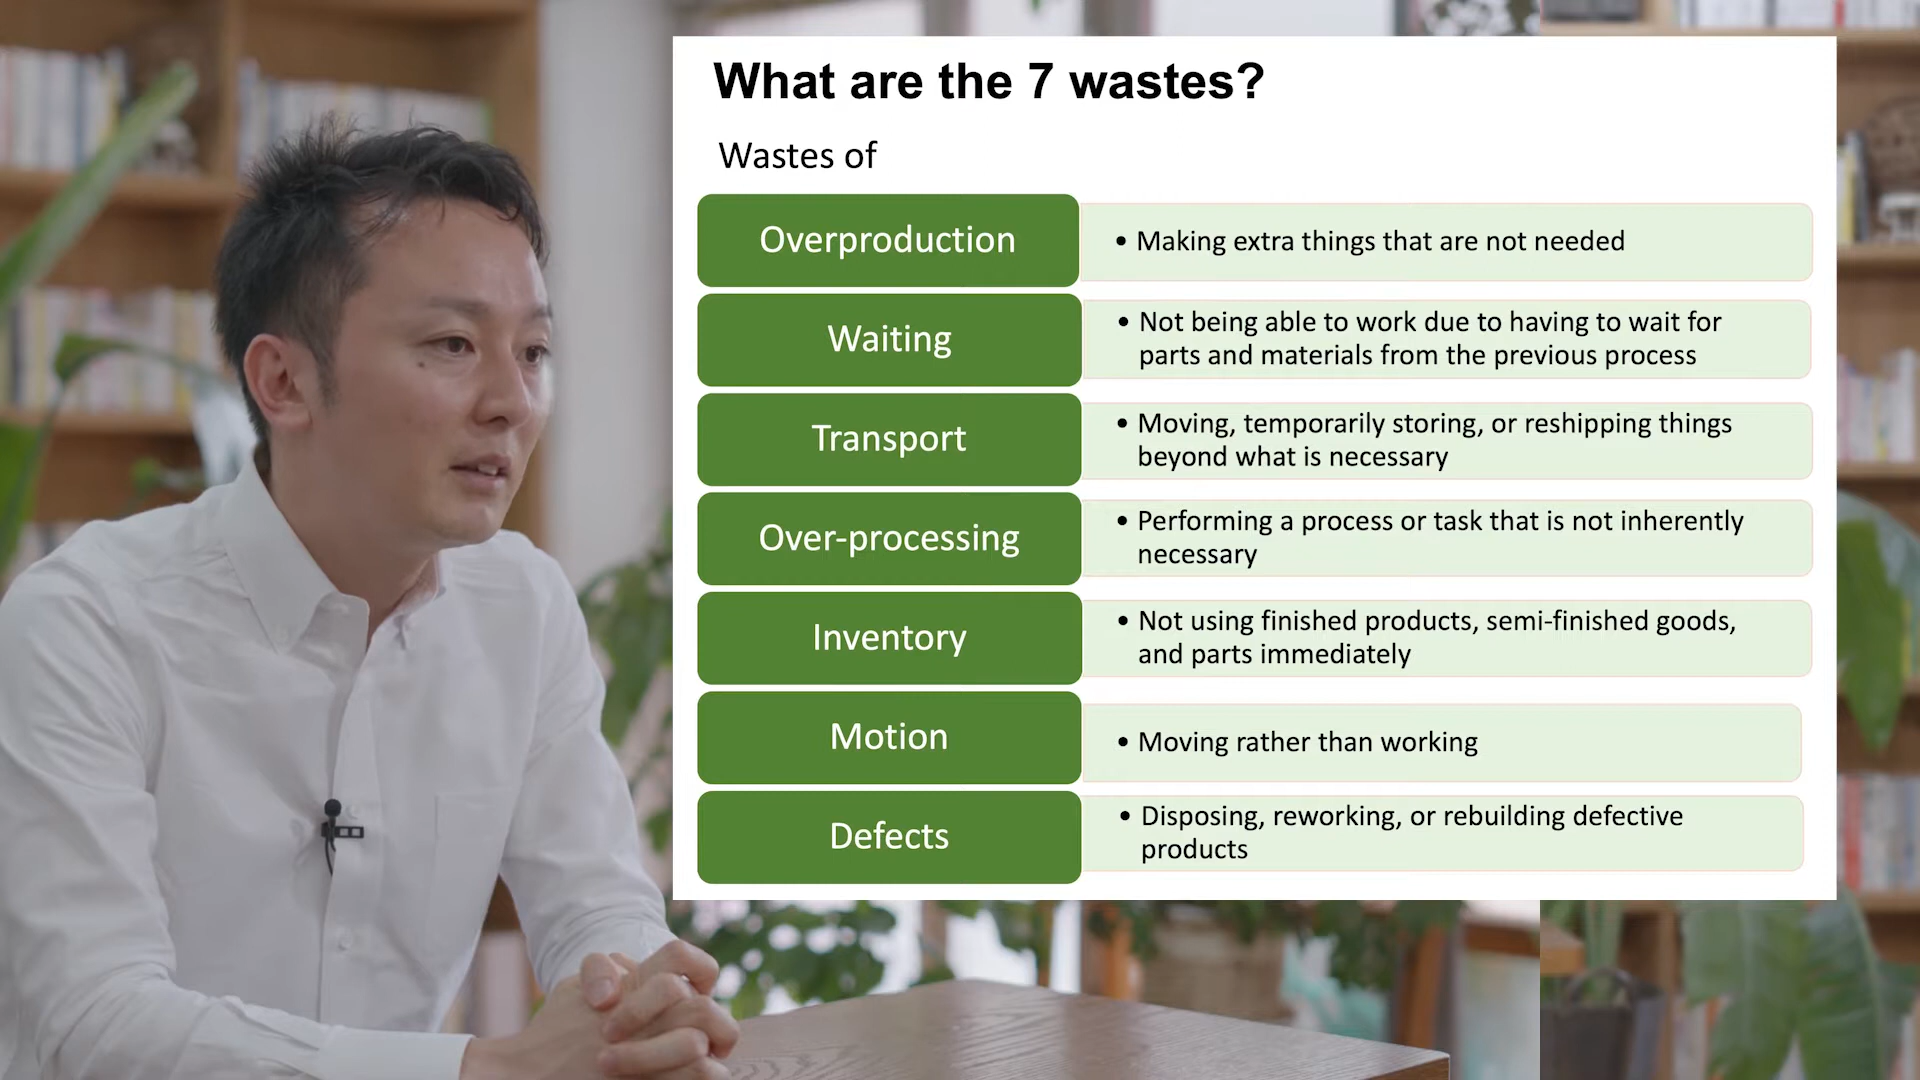 What are the 7 wastes?
Wastes of
Overproduction
• Making extra things that are not needed
Waiting
• Not being able to work due to having to wait for
parts and materials from the previous process
Transport
• Moving, temporarily storing, or reshipping things
beyond what is necessary
Over-processing
• Performing a process or task that is not inherently
necessary
Inventory
• Not using finished products, semi-finished goods,
and parts immediately
Motion
• Moving rather than working
Defects
• Disposing, reworking, or rebuilding defective
products